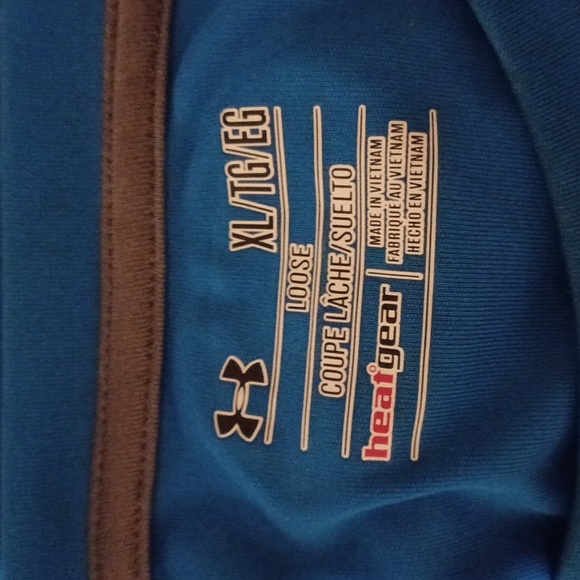 XL/TG/EG
LOOSE
COUPE LÂCHE/SUELTO
heatgear
MADE IN VIETNAM
FABRIQUÉ AU VIETNAM
HECHO EN VIETNAM